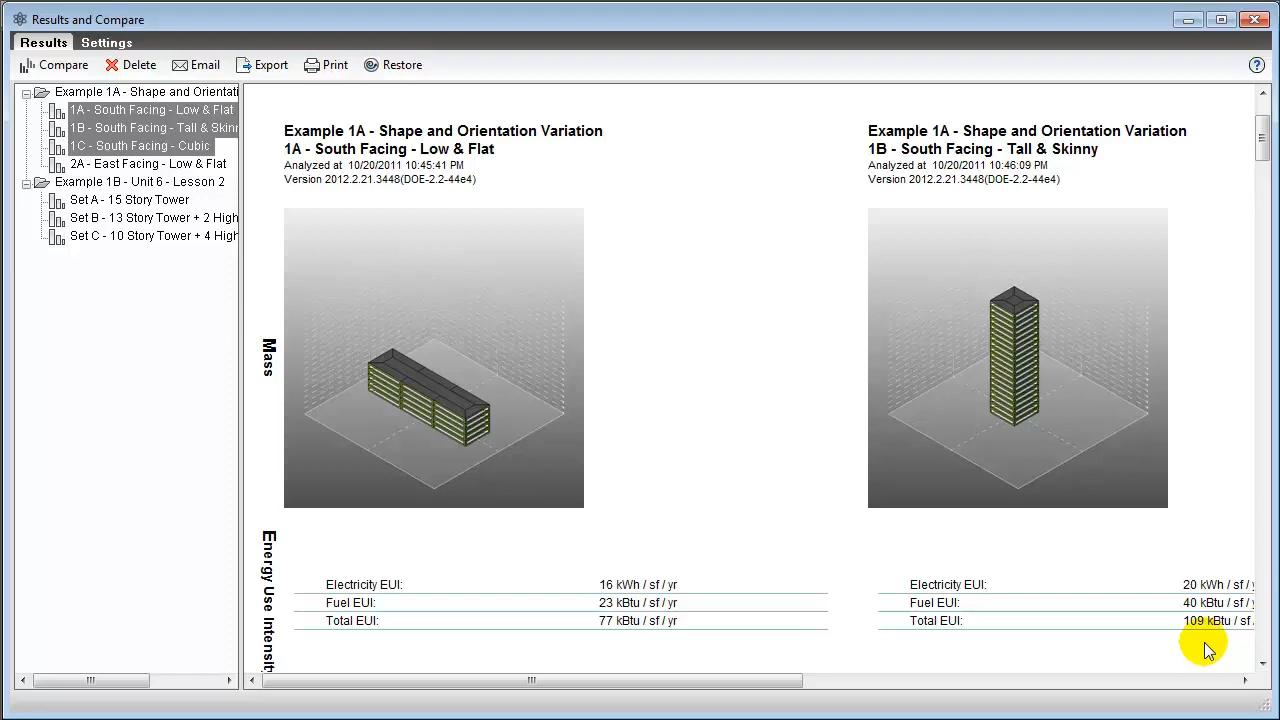 Results and Compare
Results Settings
Compare Delete Email Export Print Restore
Example 1A - Shape and Orientati
1A - South Facing - Low & Flat
1B - South Facing - Tall & Skinn
1C - South Facing - Cubic
2A - East Facing - Low & Flat
Example 1B - Unit 6 - Lesson 2
Set A - 15 Story Tower
Set B - 13 Story Tower + 2 High
Set C - 10 Story Tower + 4 High
Example 1A - Shape and Orientation Variation
1A - South Facing - Low & Flat
Analyzed at 10/20/2011 10:45:41 PM
Version 2012.2.21.3448(DOE-2.2-44e4)
Example 1A - Shape and Orientation Variation
1B - South Facing - Tall & Skinny
Analyzed at 10/20/2011 10:46:09 PM
Version 2012.2.21.3448(DOE-2.2-44e4)
Mass
Energy Use Intensity
Electricity EUI: 16 kWh / sf / yr
Fuel EUI: 23 kBtu / sf / yr
Total EUI: 77 kBtu / sf / yr
Electricity EUI: 20 kWh / sf / y
Fuel EUI: 40 kBtu / sf / y
Total EUI: 109 kBtu / sf /